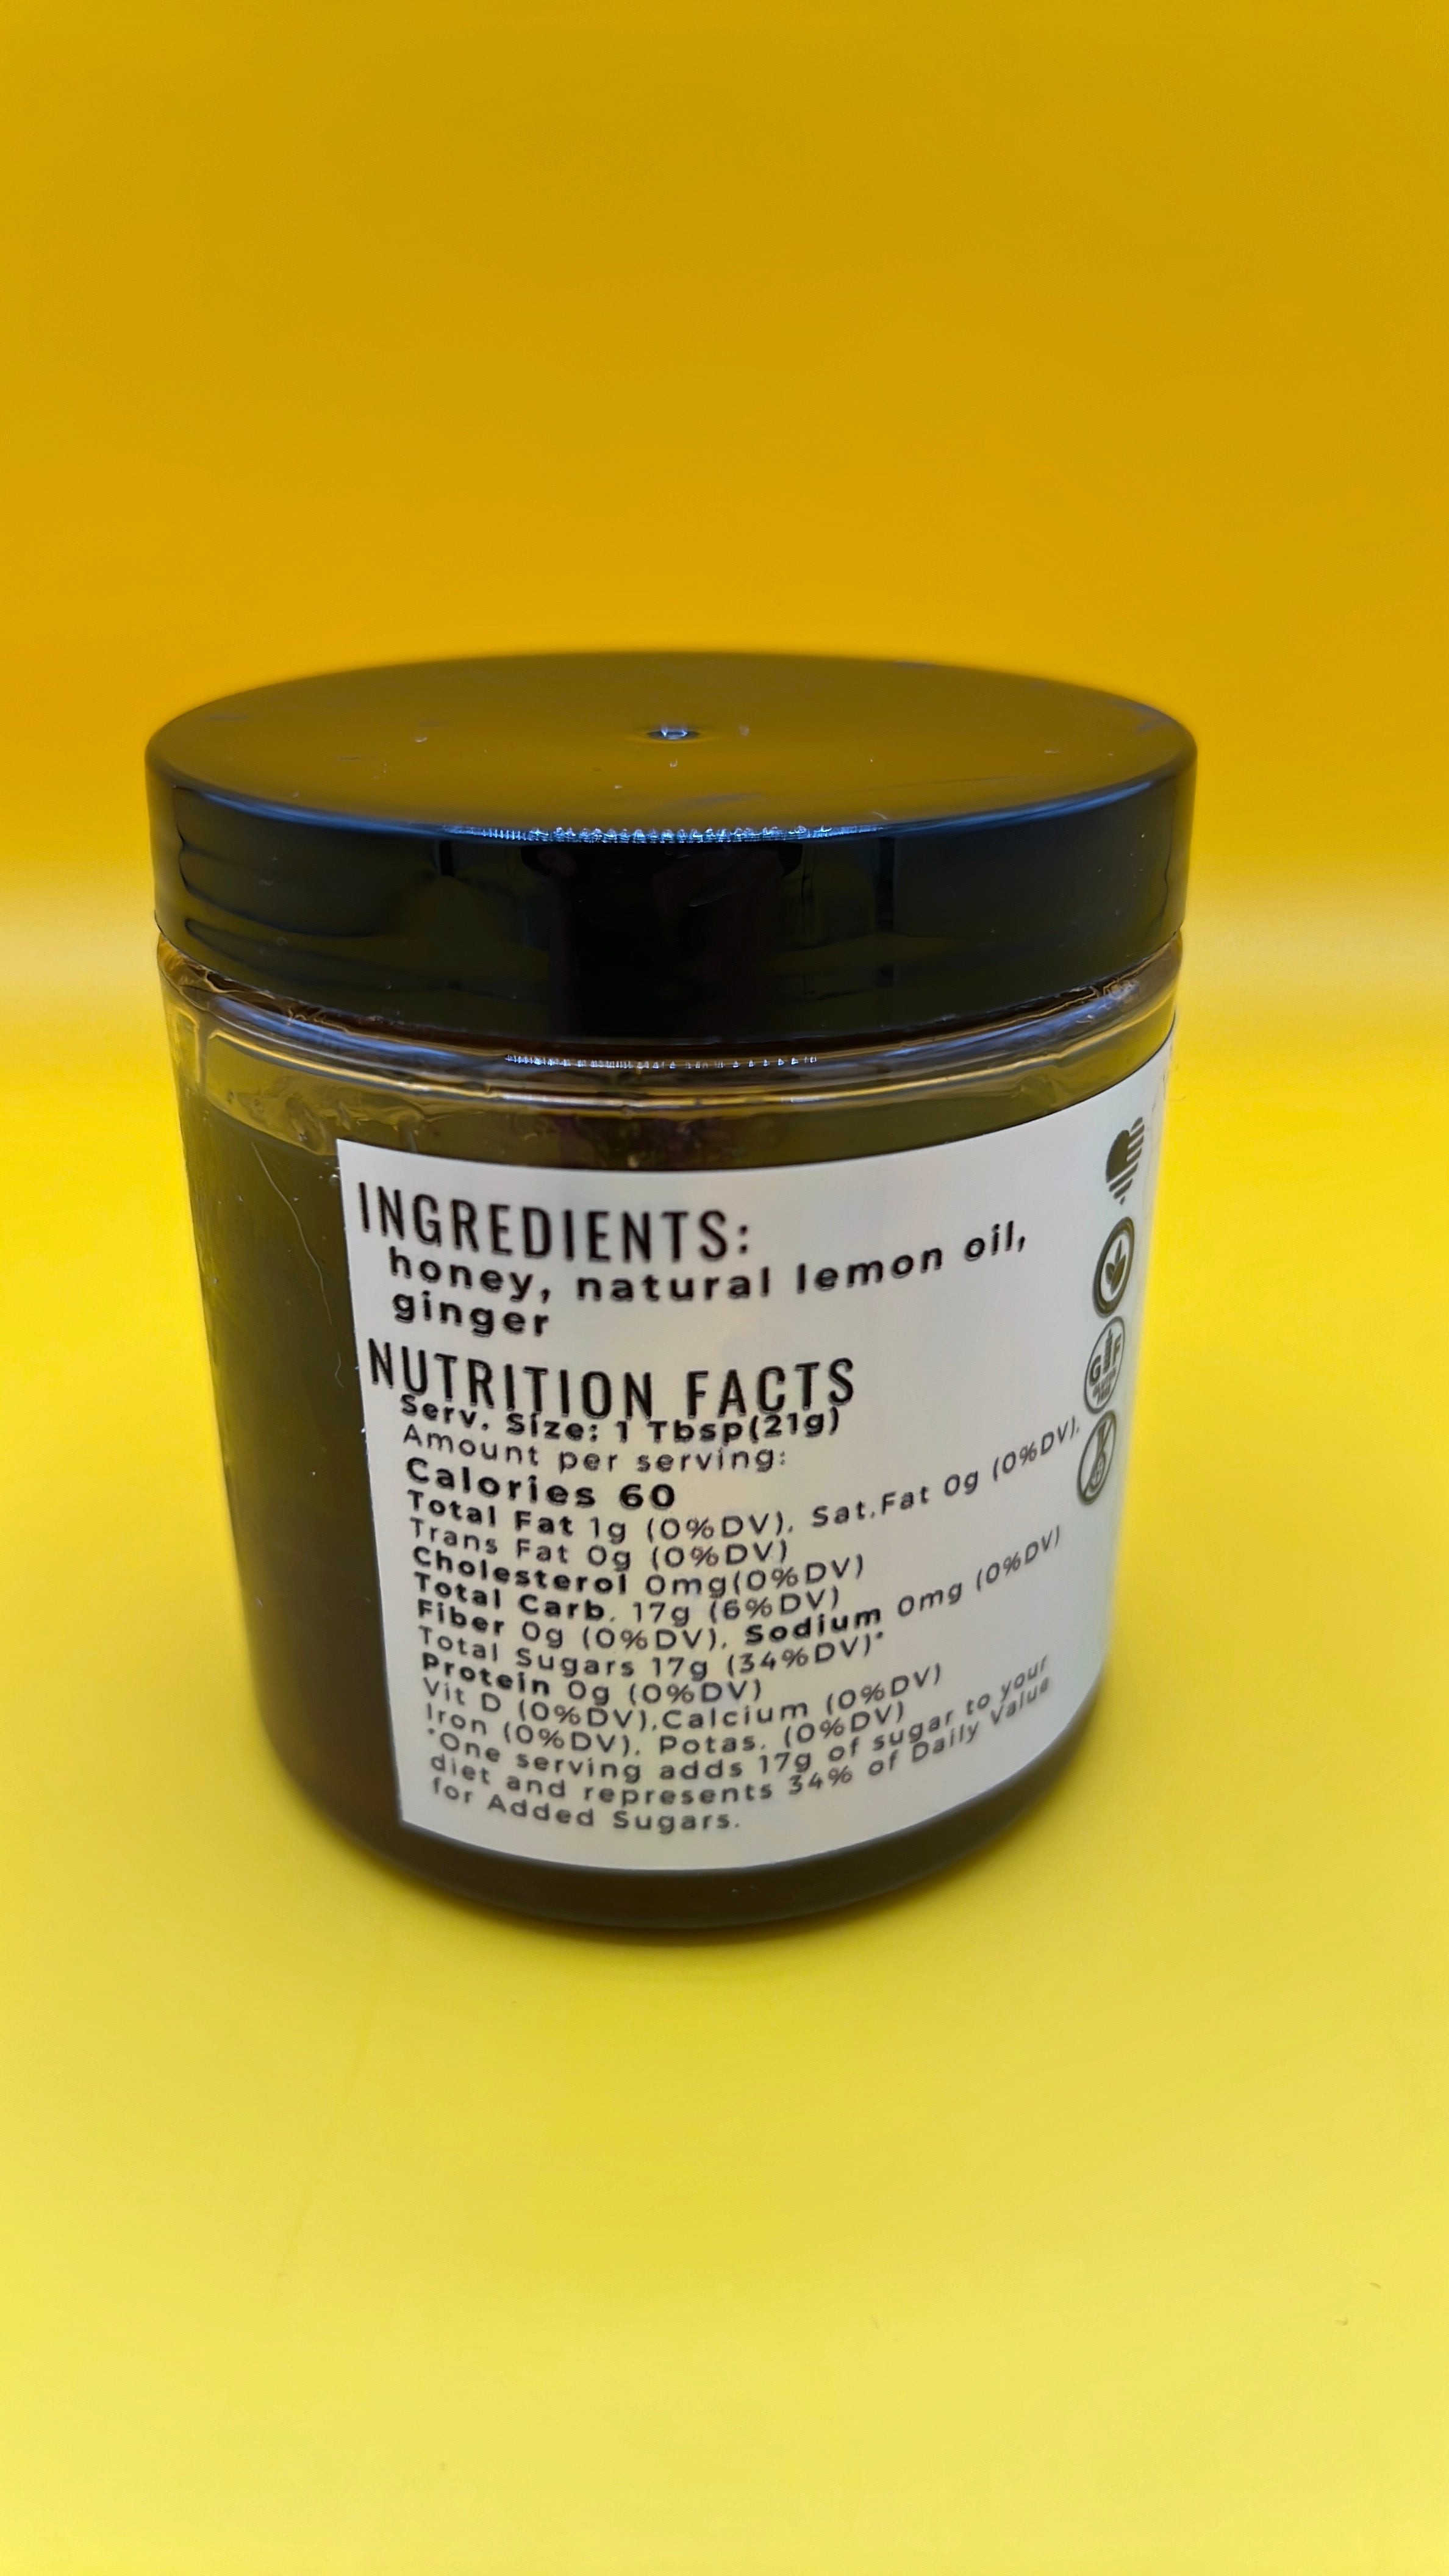 INGREDIENTS:
honey, natural lemon oil,
ginger
NUTRITION FACTS
Serv. Size: 1 Tbsp(21g)
Amount per serving:
Calories 60
Total Fat 1g (0%DV), Sat.Fat 0g (0%DV),
Trans Fat 0g (0%DV)
Cholesterol 0mg(0%DV)
Total Carb. 17g (6%DV)
Fiber 0g (0%DV), Sodium 0mg (0%DV)
Total Sugars 17g (34%DV)*
Protein 0g (0%DV)
Vit D (0%DV),Calcium (0%DV)
Iron (0%DV), Potas. (0%DV)
*One serving adds 17g of sugar to your
diet and represents 34% of Daily Value
for Added Sugars.
GF